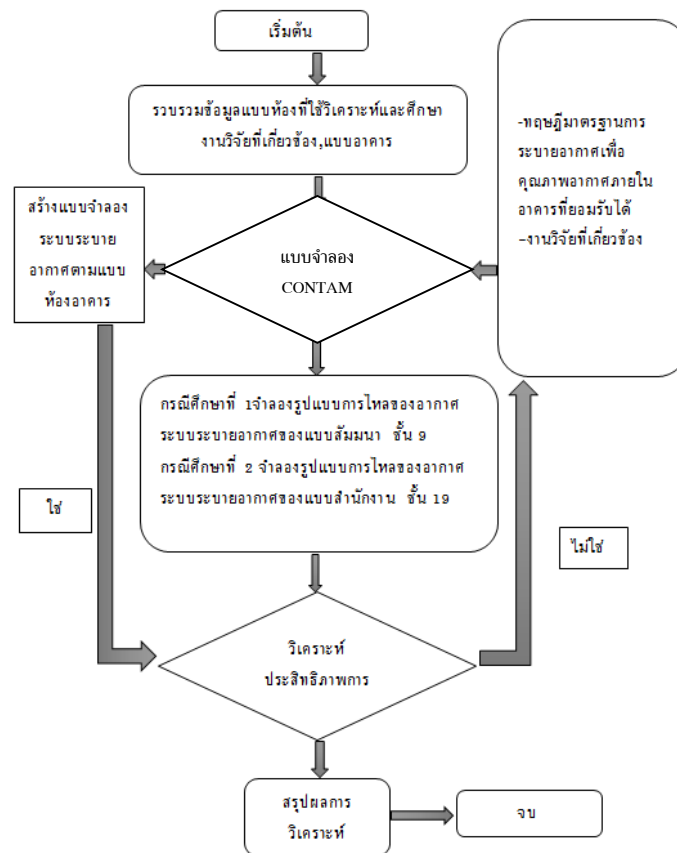 เริ่มต้น
รวบรวมข้อมูลแบบห้องที่ใช้วิเคราะห์และศึกษา
งานวิจัยที่เกี่ยวข้อง,แบบอาคาร
-ทฤษฎีมาตรฐานการ
ระบายอากาศเพื่อ
คุณภาพอากาศภายใน
อาคารที่ยอมรับได้
-งานวิจัยที่เกี่ยวข้อง
แบบจำลอง
CONTAM
สร้างแบบจำลอง
ระบบระบาย
อากาศตามแบบ
ห้องอาคาร
กรณีศึกษาที่ 1จำลองรูปแบบการไหลของอากาศ
ระบบระบายอากาศของแบบสัมมนา ชั้น 9
กรณีศึกษาที่ 2 จำลองรูปแบบการไหลของอากาศ
ระบบระบายอากาศของแบบสำนักงาน ชั้น 19
ใช่
ไม่ใช่
วิเคราะห์
ประสิทธิภาพการ
สรุปผลการ
วิเคราะห์
จบ